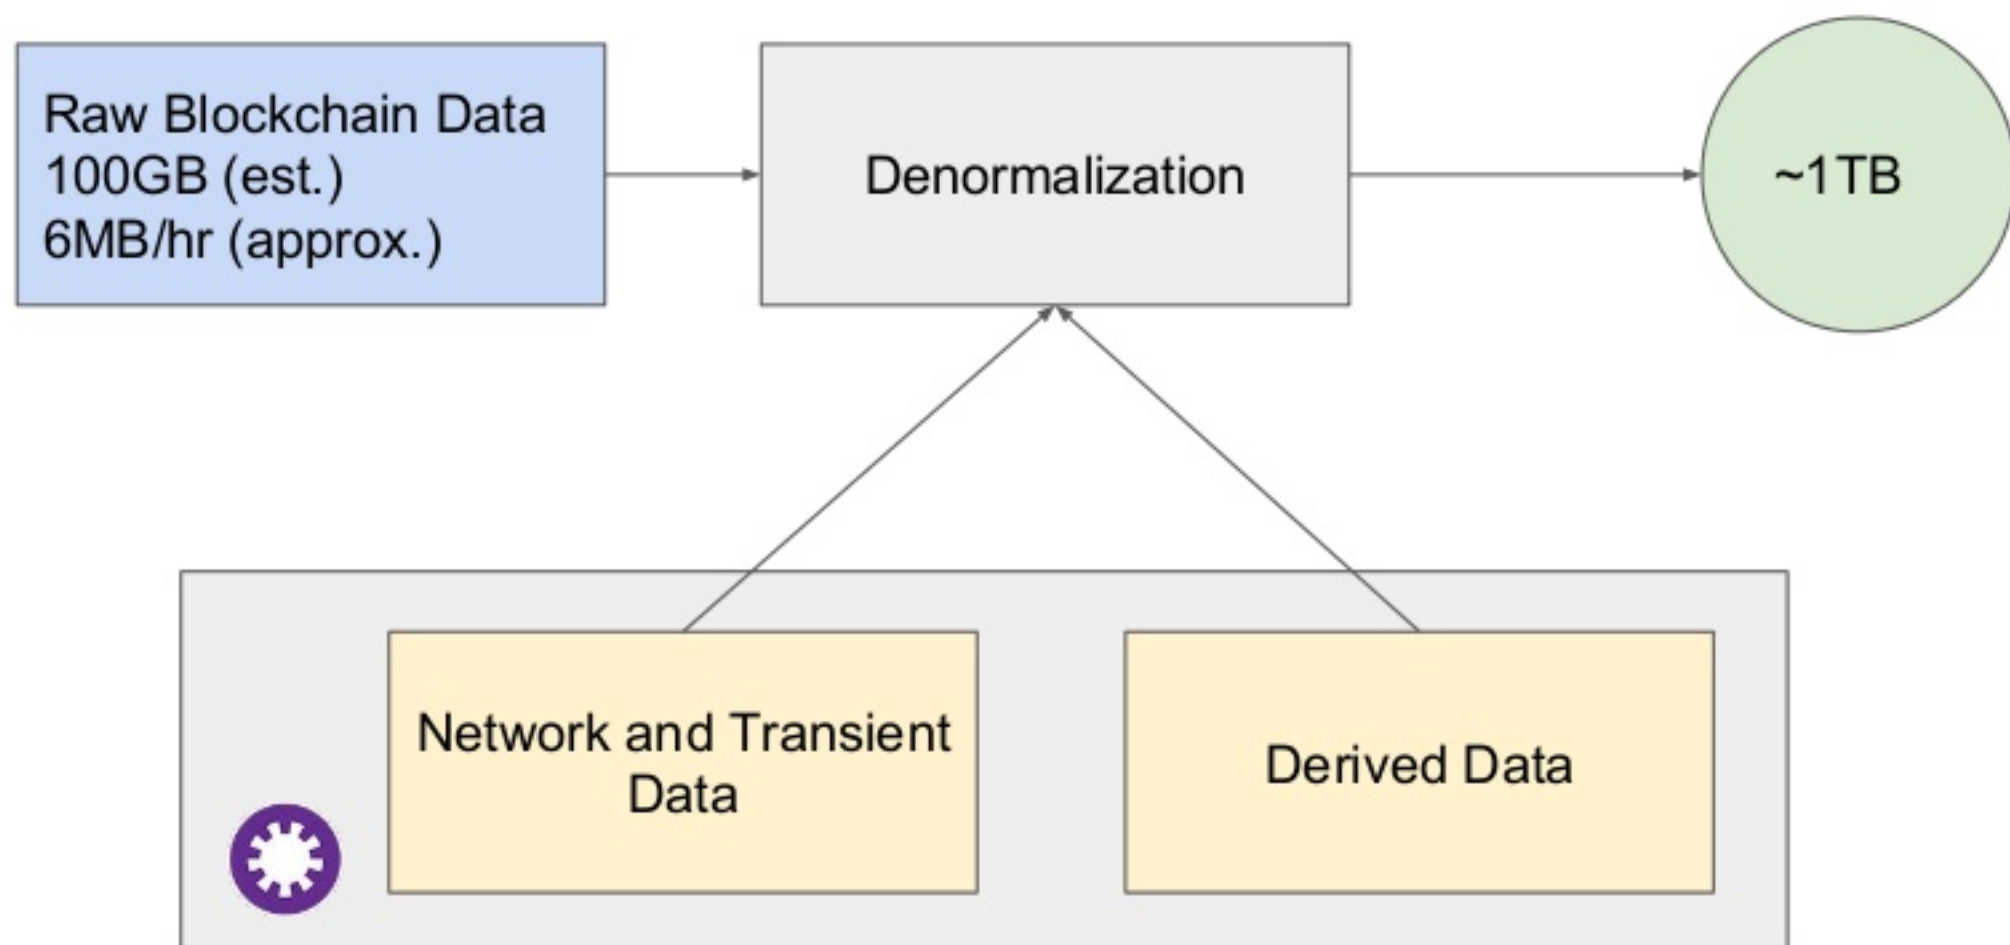 Raw Blockchain Data
100GB (est.)
6MB/hr (approx.)
Denormalization
~1TB
Network and Transient
Data
Derived Data